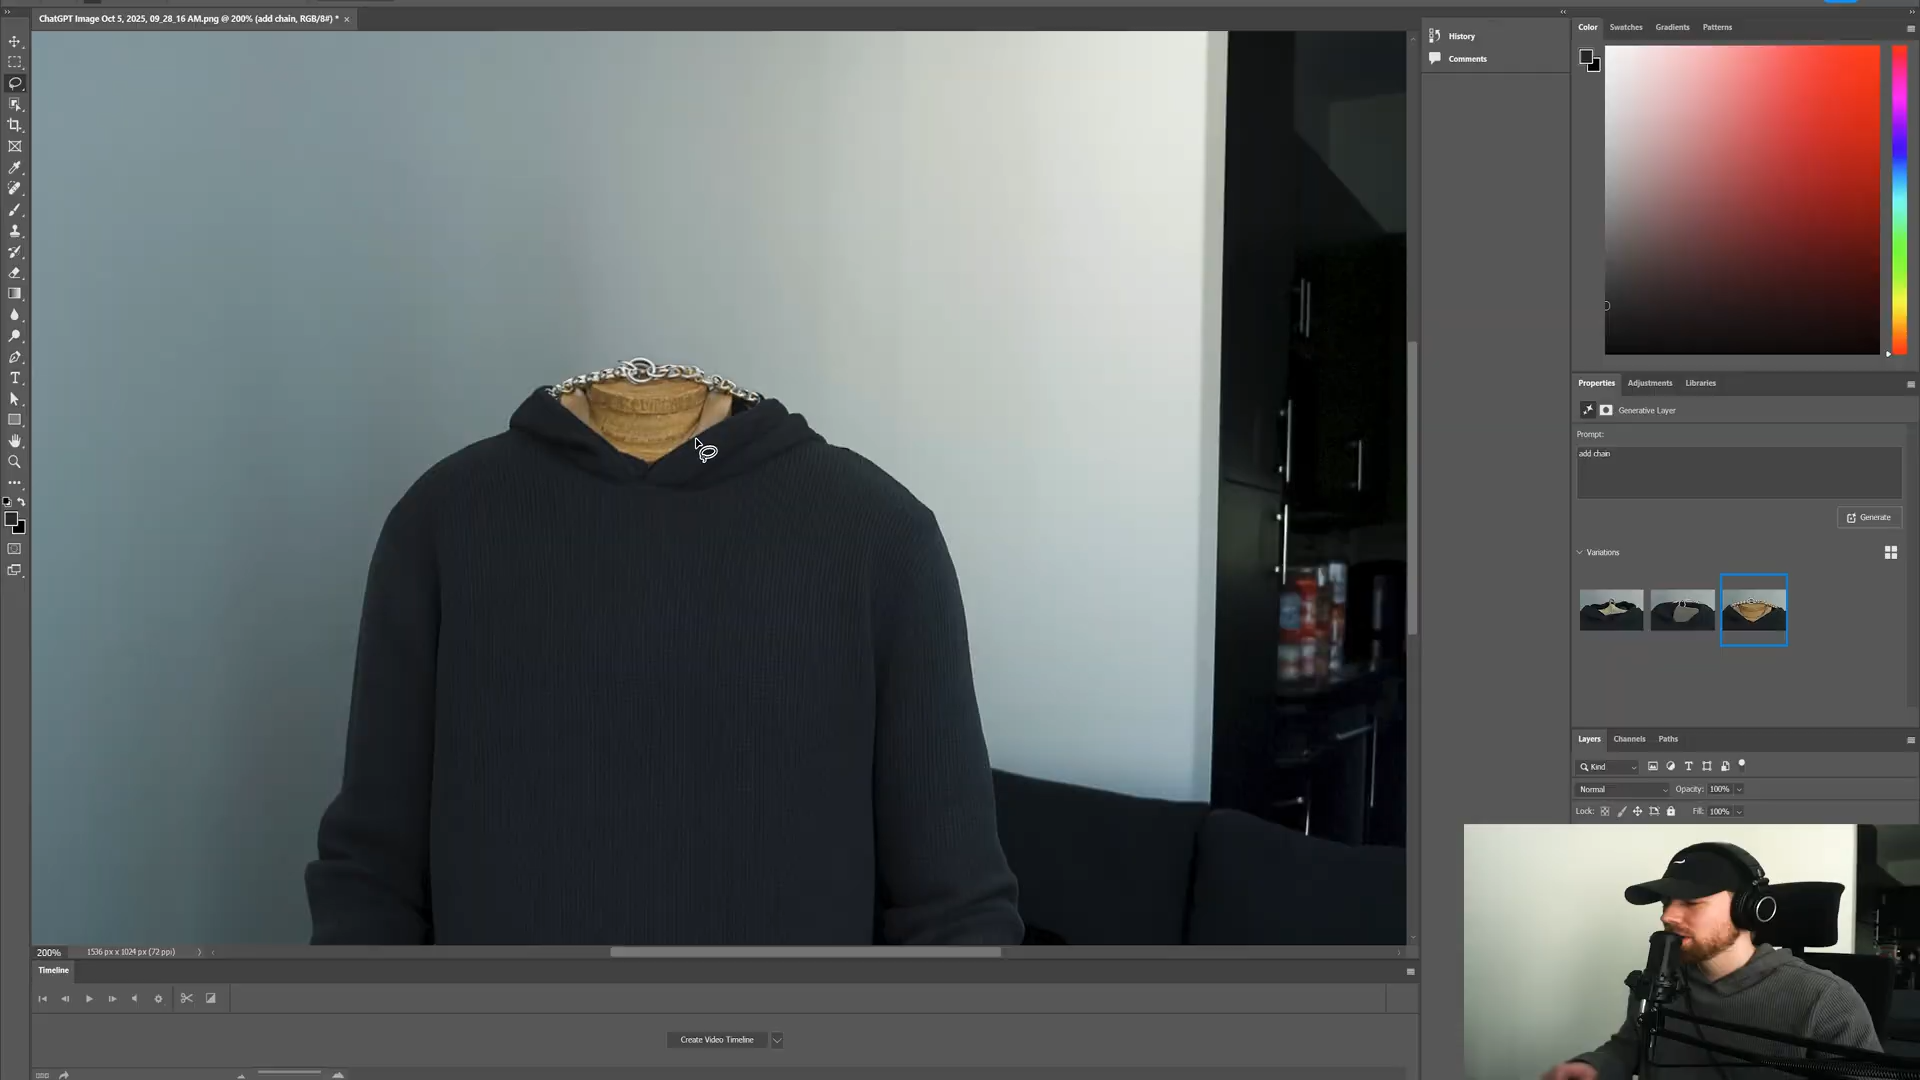 ChatGPT Image Oct 5, 2025, 09_28_16 AM.png @ 200% (add chain, RGB/8#) *
History
Comments
Color
Swatches
Gradients
Patterns
Properties
Adjustments
Libraries
Generative Layer
Prompt:
add chain
Generate
Variations
Layers
Channels
Paths
Kind
Normal
Opacity: 100%
Lock:
Fill: 100%
200%
1536 px x 1024 px (72 ppi)
Timeline
Create Video Timeline